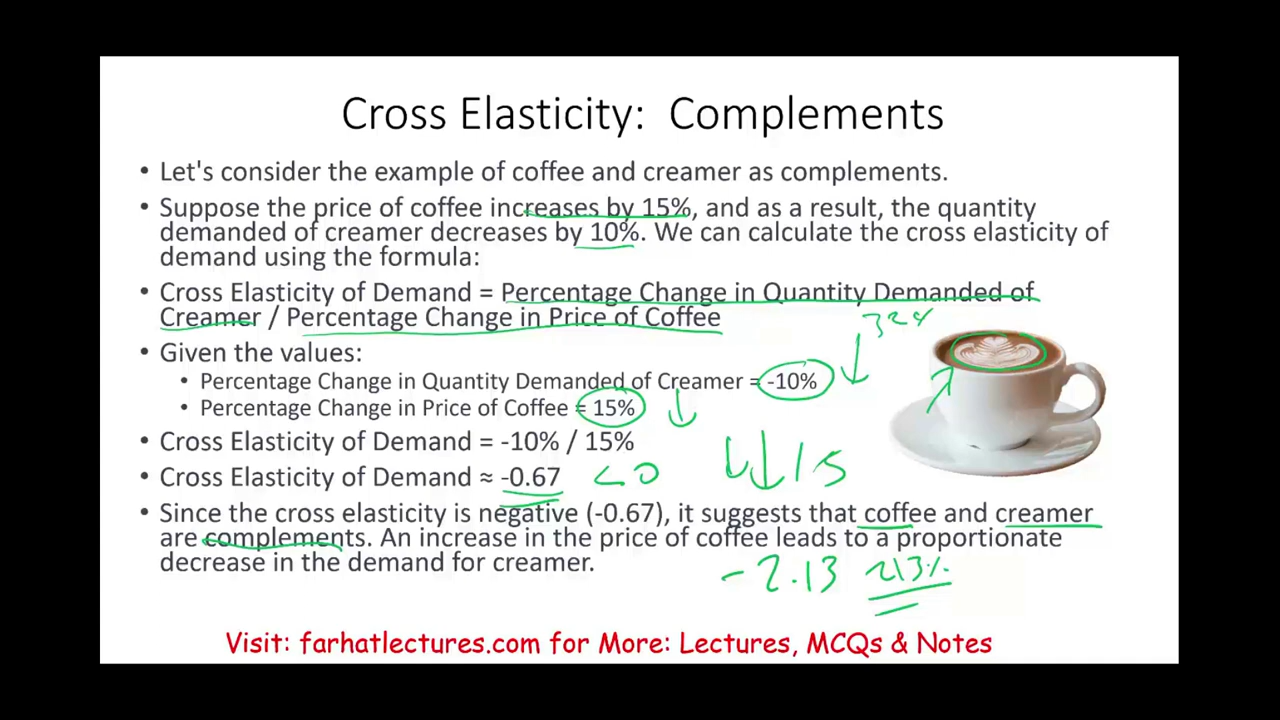 Cross Elasticity: Complements
• Let's consider the example of coffee and creamer as complements.
• Suppose the price of coffee increases by 15%, and as a result, the quantity
demanded of creamer decreases by 10%. We can calculate the cross elasticity of
demand using the formula:
• Cross Elasticity of Demand = Percentage Change in Quantity Demanded of
Creamer / Percentage Change in Price of Coffee
• Given the values:
• Percentage Change in Quantity Demanded of Creamer = -10%
• Percentage Change in Price of Coffee = 15%
• Cross Elasticity of Demand = -10% / 15%
• Cross Elasticity of Demand ≈ -0.67 <0
15
• Since the cross elasticity is negative (-0.67), it suggests that coffee and creamer
are complements. An increase in the price of coffee leads to a proportionate
decrease in the demand for creamer.
-2.13 213%
Visit: farhatlectures.com for More: Lectures, MCQs & Notes